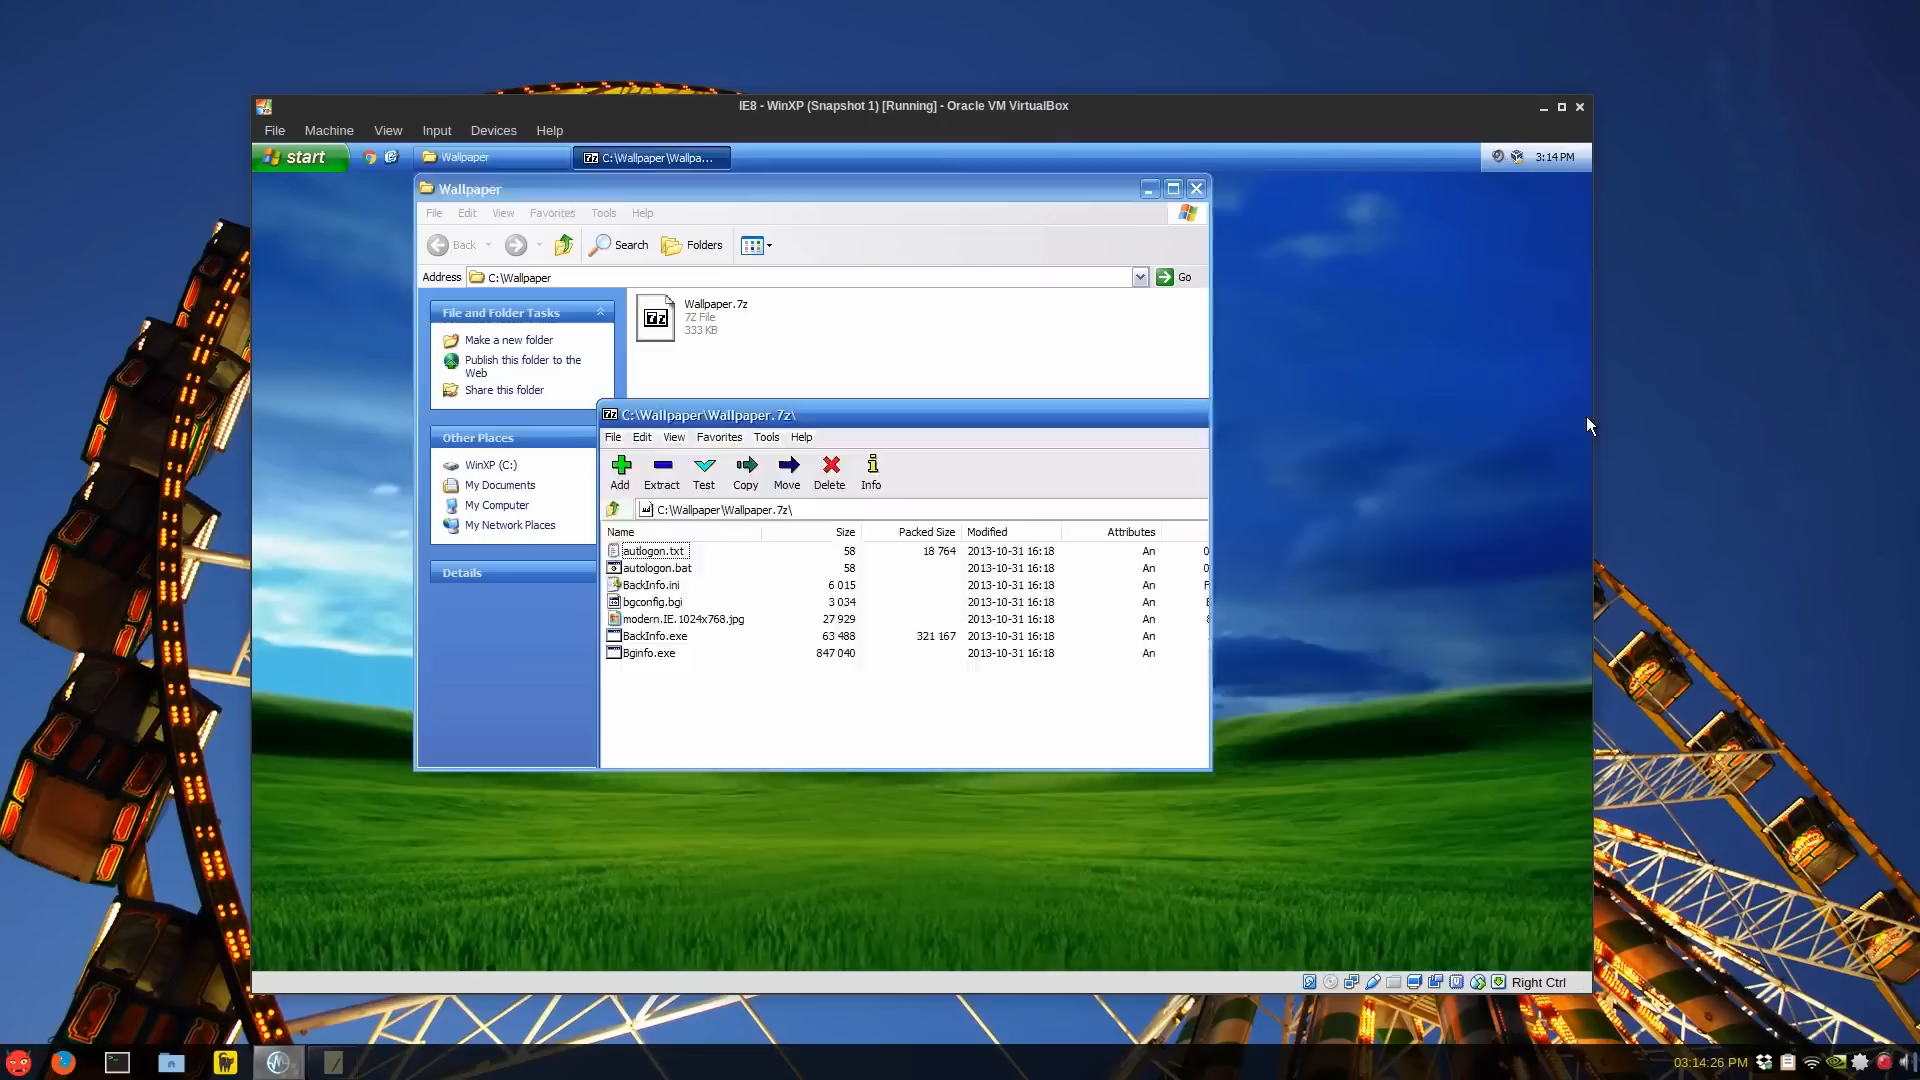 IE8 - WinXP (Snapshot 1) [Running] - Oracle VM VirtualBox
File Machine View Input Devices Help
start Wallpaper C:\Wallpaper\Wallpa... 3:14 PM
Wallpaper
File Edit View Favorites Tools Help
Back Search Folders
Address C:\Wallpaper Go
File and Folder Tasks
Make a new folder
Publish this folder to the
Web
Share this folder
Other Places
WinXP (C:)
My Documents
My Computer
My Network Places
Details
Wallpaper.7z
7Z File
333 KB
C:\Wallpaper\Wallpaper.7z\
File Edit View Favorites Tools Help
Add Extract Test Copy Move Delete Info
C:\Wallpaper\Wallpaper.7z\
Name Size Packed Size Modified Attributes
autlogon.txt 58 18 764 2013-10-31 16:18 An 0
autologon.bat 58 2013-10-31 16:18 An 0
BackInfo.ini 6 015 2013-10-31 16:18 An
bgconfig.bgi 3 034 2013-10-31 16:18 An
modern.IE.1024x768.jpg 27 929 2013-10-31 16:18 An
BackInfo.exe 63 488 321 167 2013-10-31 16:18 An
Bginfo.exe 847 040 2013-10-31 16:18 An
Right Ctrl
03:14:26 PM